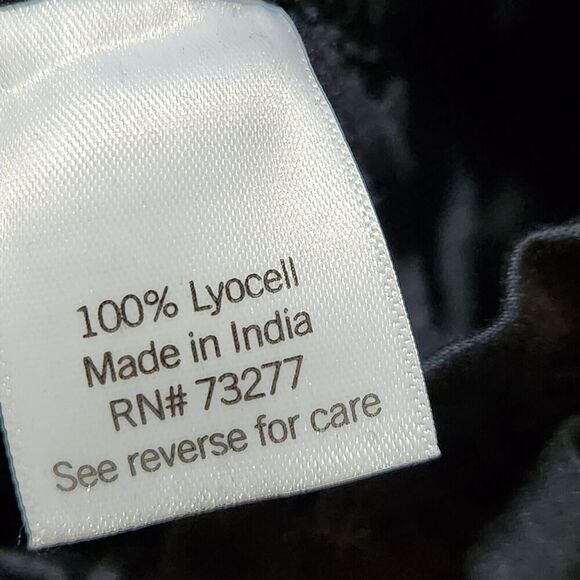 100% Lyocell
Made in India
RN# 73277
See reverse for care